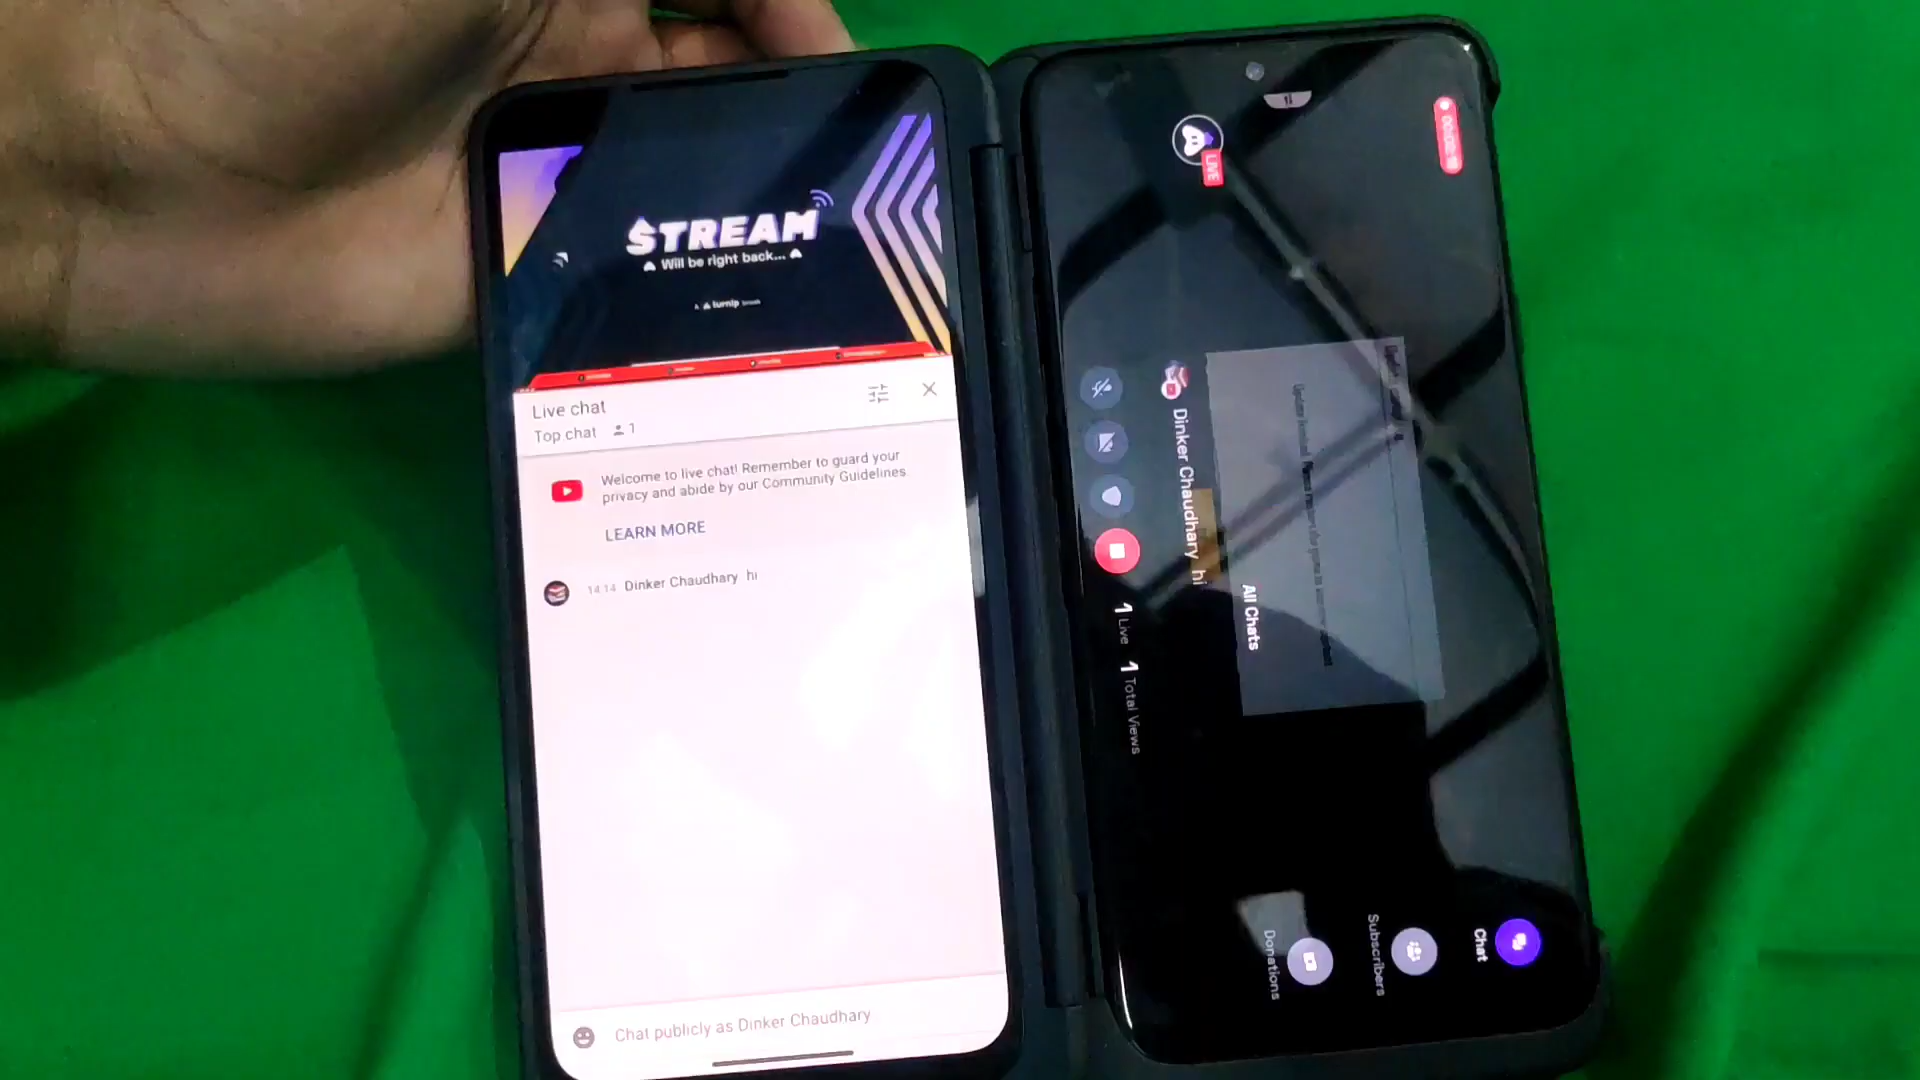 STREAM
Will be right back...
turnip
Live chat
Top chat 1
Welcome to live chat! Remember to guard your
privacy and abide by our Community Guidelines.
LEARN MORE
14:14 Dinker Chaudhary hi
Chat publicly as Dinker Chaudhary
LIVE
Dinker Chaudhary hi
All Chats
1 Live 1 Total Views
Chat
Subscribers
Donations